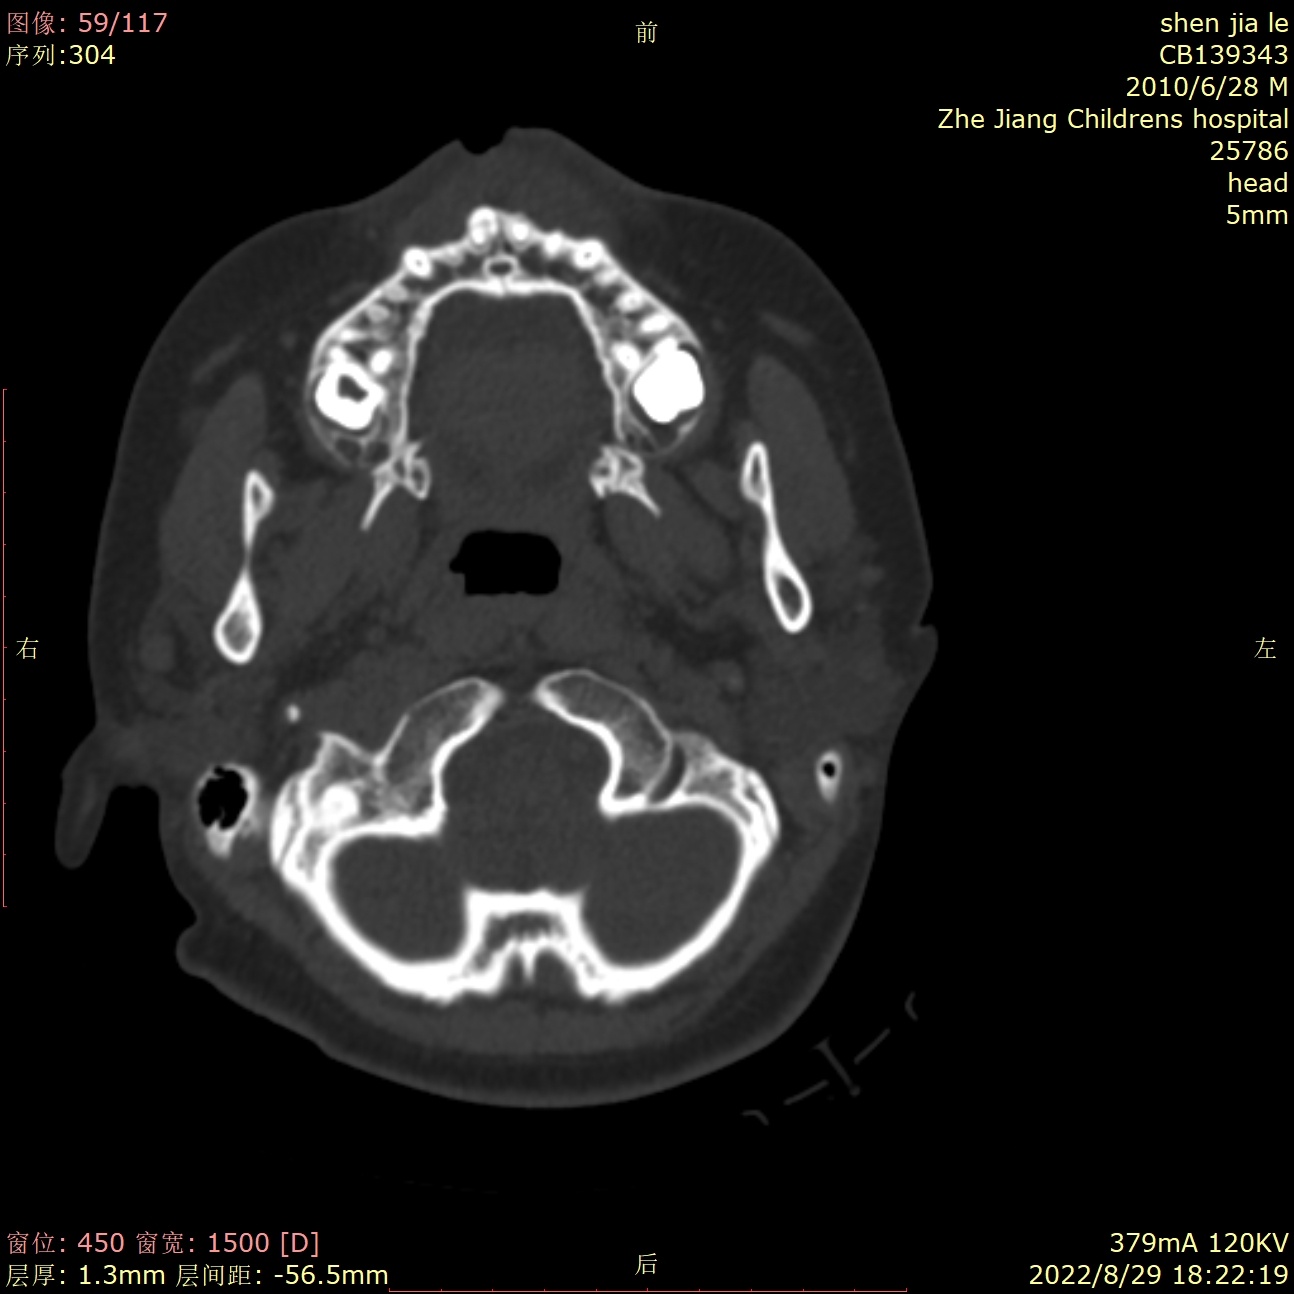 图像: 59/117
序列:304
前
shen jia le
CB139343
2010/6/28 M
Zhe Jiang Childrens hospital
25786
head
5mm
右
左
窗位: 450 窗宽: 1500 [D]
层厚: 1.3mm 层间距: -56.5mm
后
379mA 120KV
2022/8/29 18:22:19